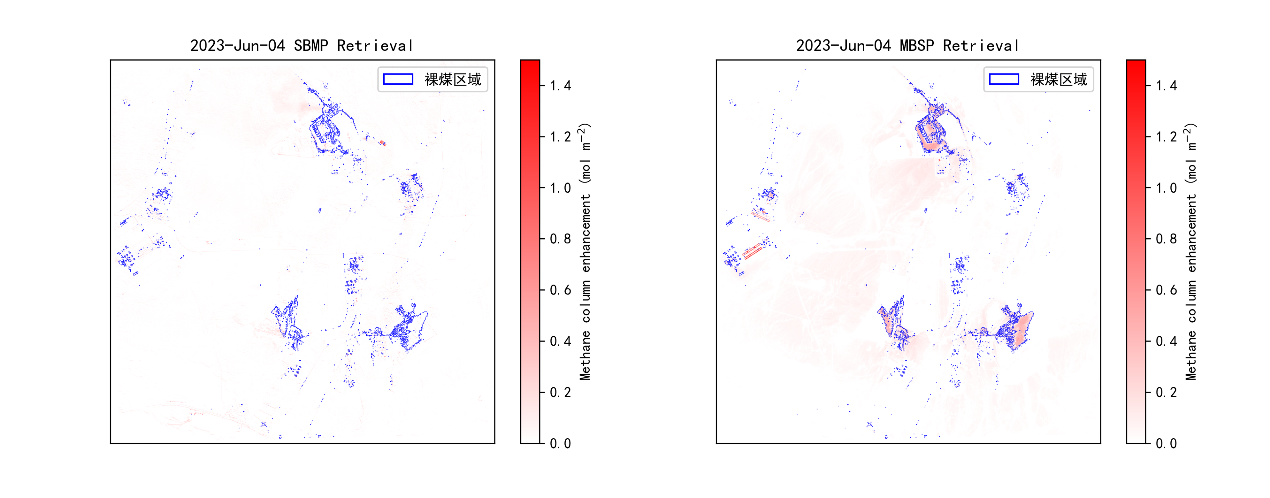 2023-Jun-04 SBMP Retrieval
裸煤区域
1.4
1.2
1.0
0.8
0.6
0.4
0.2
0.0
Methane column enhancement (mol m⁻²)
2023-Jun-04 MBSP Retrieval
裸煤区域
1.4
1.2
1.0
0.8
0.6
0.4
0.2
0.0
Methane column enhancement (mol m⁻²)